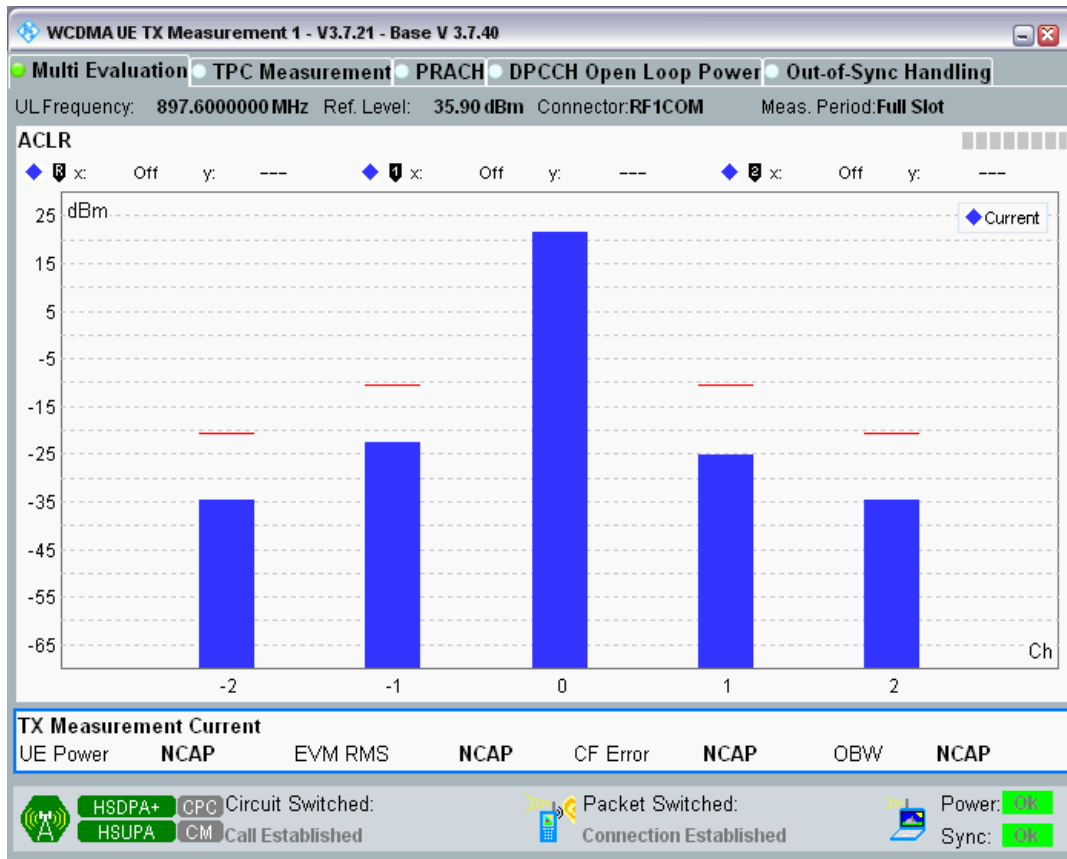 WCDMA UE TX Measurement 1 - V3.7.21 - Base V 3.7.40
Multi Evaluation TPC Measurement PRACH DPCCH Open Loop Power Out-of-Sync Handling
UL Frequency: 897.6000000 MHz Ref. Level: 35.90 dBm Connector:RF1COM Meas. Period:Full Slot
ACLR
R x: Off y: --- 1 x: Off y: --- 2 x: Off y: ---
25 dBm Current
15
5
-5
-15
-25
-35
-45
-55
-65
Ch
-2 -1 0 1 2
TX Measurement Current
UE Power NCAP EVM RMS NCAP CF Error NCAP OBW NCAP
HSDPA+ CPC Circuit Switched: Packet Switched: Power: Ok
HSUPA CM Call Established Connection Established Sync: Ok